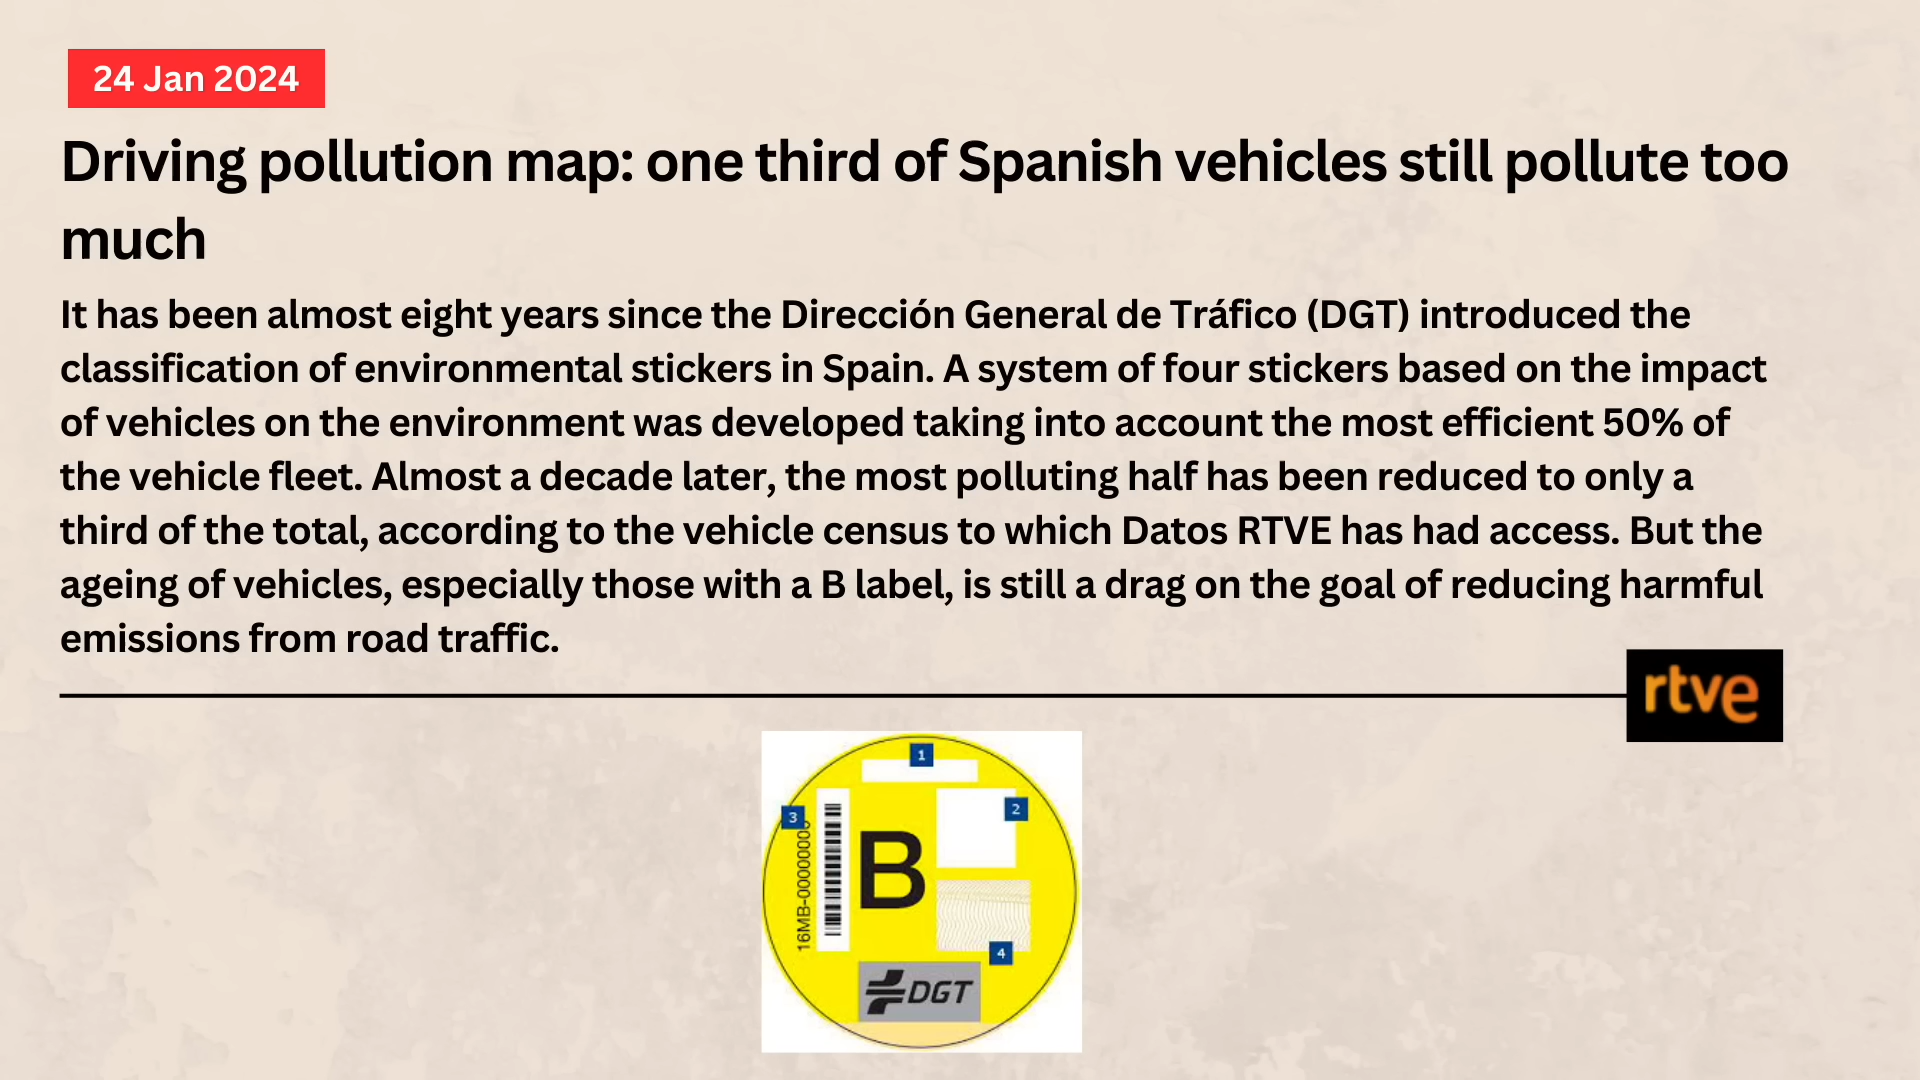 24 Jan 2024
Driving pollution map: one third of Spanish vehicles still pollute too
much
It has been almost eight years since the Dirección General de Tráfico (DGT) introduced the
classification of environmental stickers in Spain. A system of four stickers based on the impact
of vehicles on the environment was developed taking into account the most efficient 50% of
the vehicle fleet. Almost a decade later, the most polluting half has been reduced to only a
third of the total, according to the vehicle census to which Datos RTVE has had access. But the
ageing of vehicles, especially those with a B label, is still a drag on the goal of reducing harmful
emissions from road traffic.
rtve
1
2
3
16MB-00000000
B
4
DGT